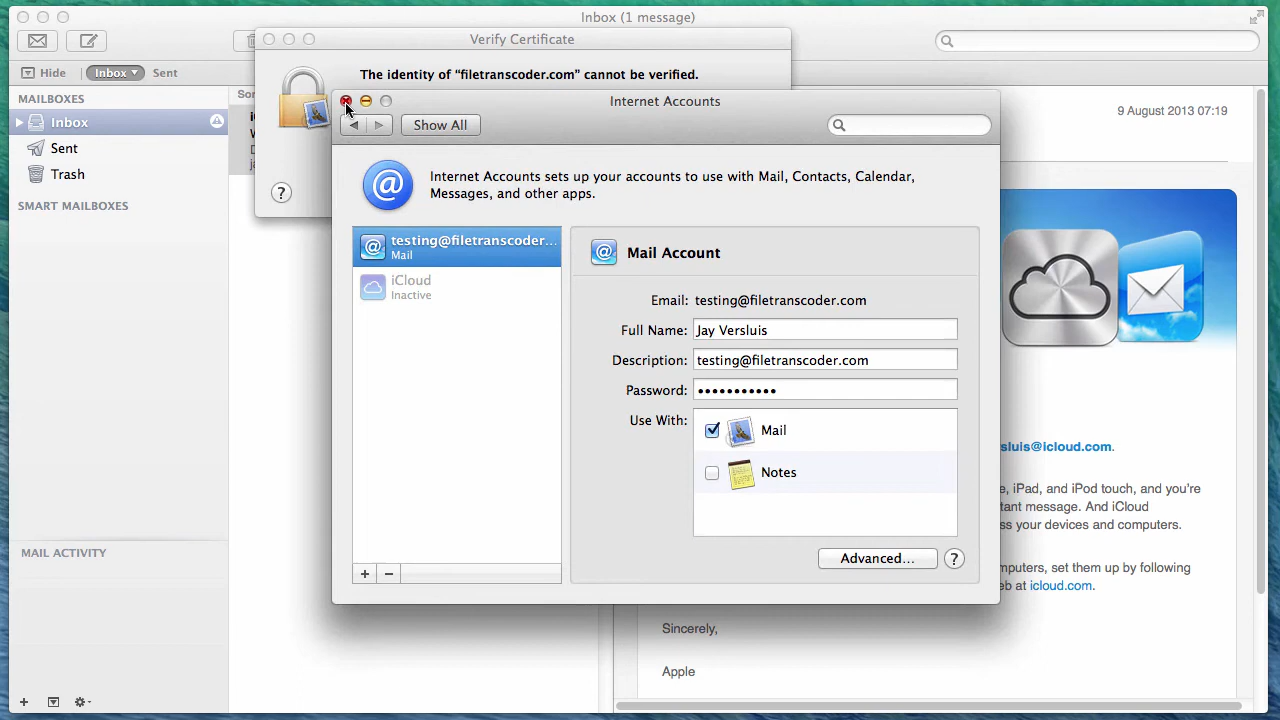 Inbox (1 message)
Verify Certificate
Hide
Inbox
Sent
The identity of "filetranscoder.com" cannot be verified.
MAILBOXES
Inbox
Sent
Trash
SMART MAILBOXES
MAIL ACTIVITY
Internet Accounts
Show All
Internet Accounts sets up your accounts to use with Mail, Contacts, Calendar,
Messages, and other apps.
testing@filetranscoder...
Mail
iCloud
Inactive
Mail Account
Email: testing@filetranscoder.com
Full Name: Jay Versluis
Description: testing@filetranscoder.com
Password: •••••••••••
Use With:
Mail
Notes
Advanced...
?
?
9 August 2013 07:19
sluis@icloud.com.
, iPad, and iPod touch, and you're
tant message. And iCloud
ss your devices and computers.
mputers, set them up by following
eb at icloud.com.
Sincerely,
Apple